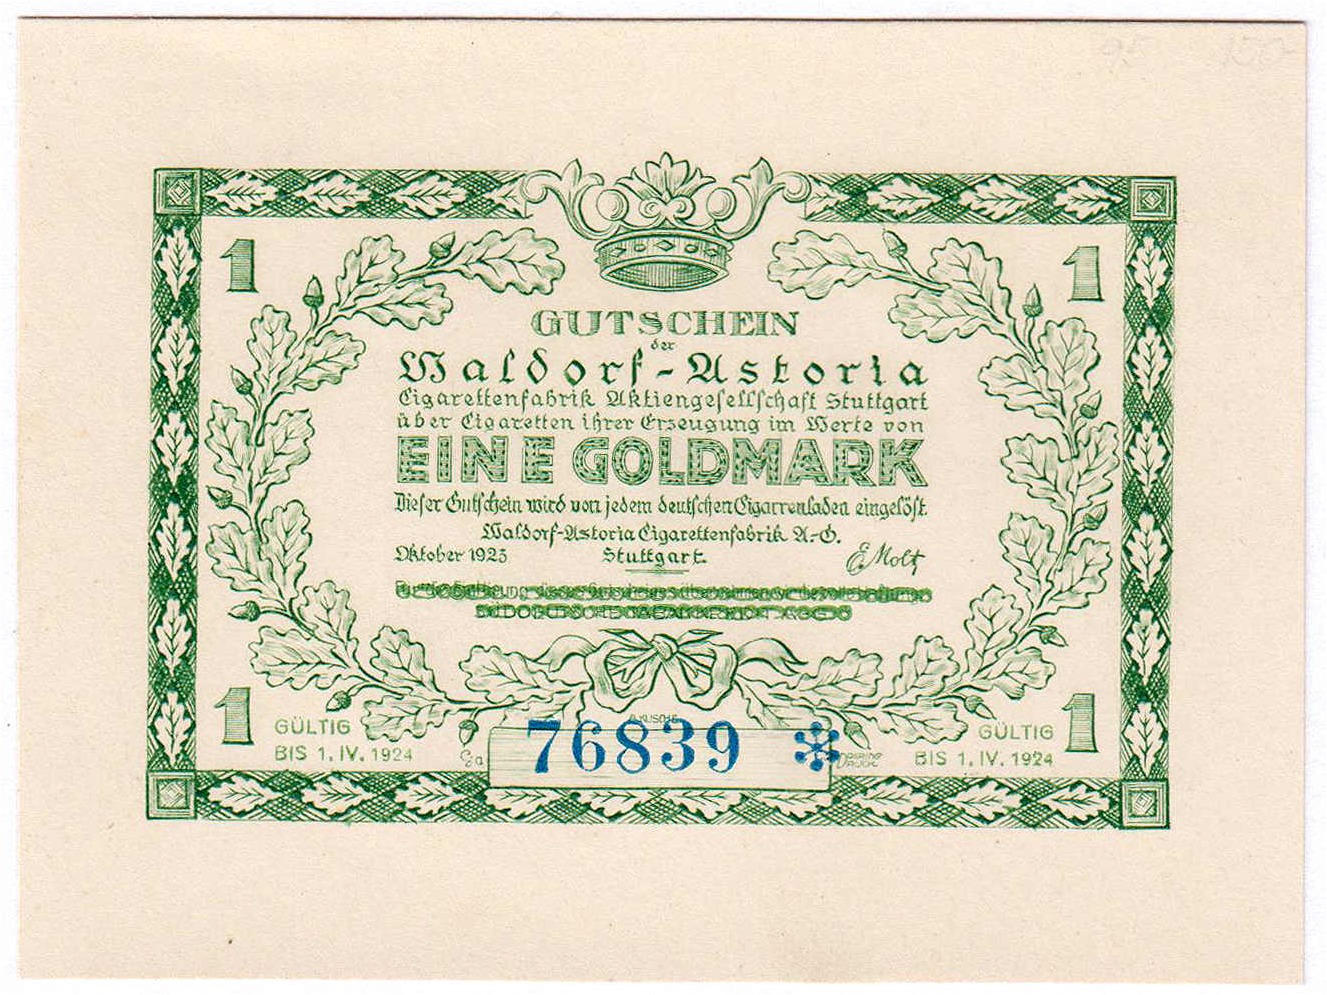 1 1
GUTSCHEIN
der
Waldorf-Astoria
Cigarettenfabrik Aktiengesellschaft Stuttgart
über Cigaretten ihrer Erzeugung im Werte von
EINE GOLDMARK
Dieser Gutschein wird von jedem deutschen Cigarrenladen eingelöst.
Waldorf-Astoria Cigarettenfabrik A.-G.
Oktober 1923 Stuttgart. E. Molt
1 1
GÜLTIG GÜLTIG
BIS 1. IV. 1924 BIS 1. IV. 1924
76839 *